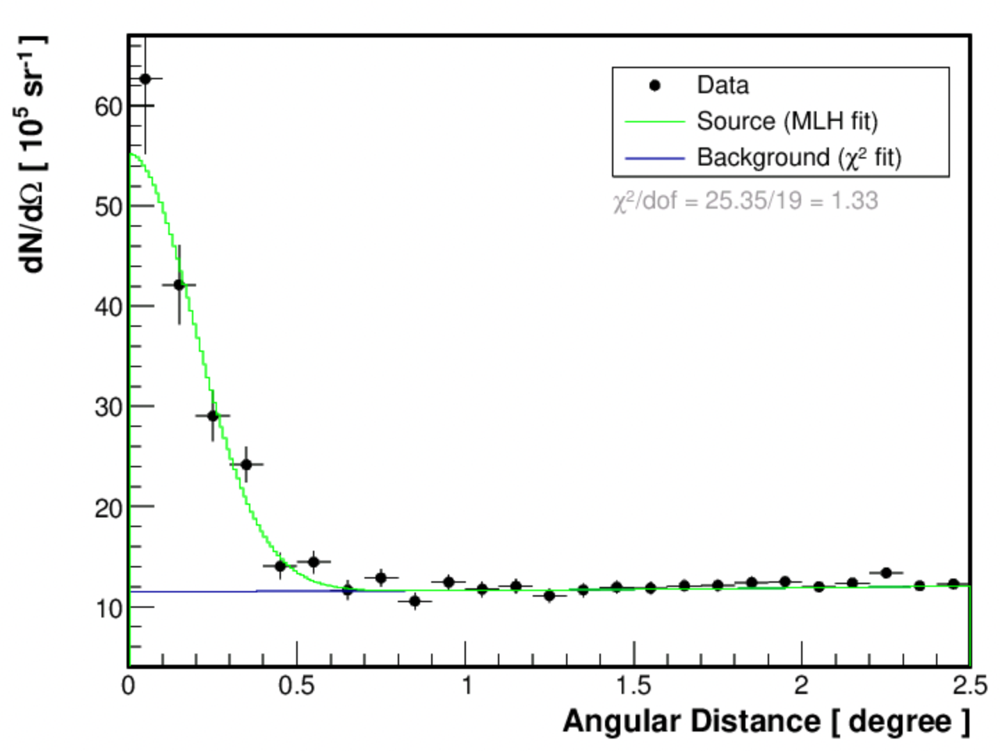 dN/dΩ [ 10⁵ sr⁻¹ ]
60
50
40
30
20
10
0
0.5
1
1.5
2
2.5
Angular Distance [ degree ]
Data
Source (MLH fit)
Background (χ² fit)
χ²/dof = 25.35/19 = 1.33